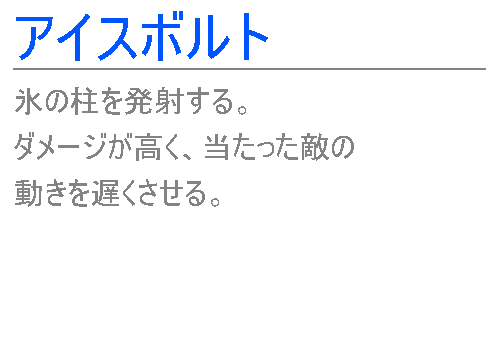 アイスボルト
氷の柱を発射する。
ダメージが高く、当たった敵の
動きを遅くさせる。